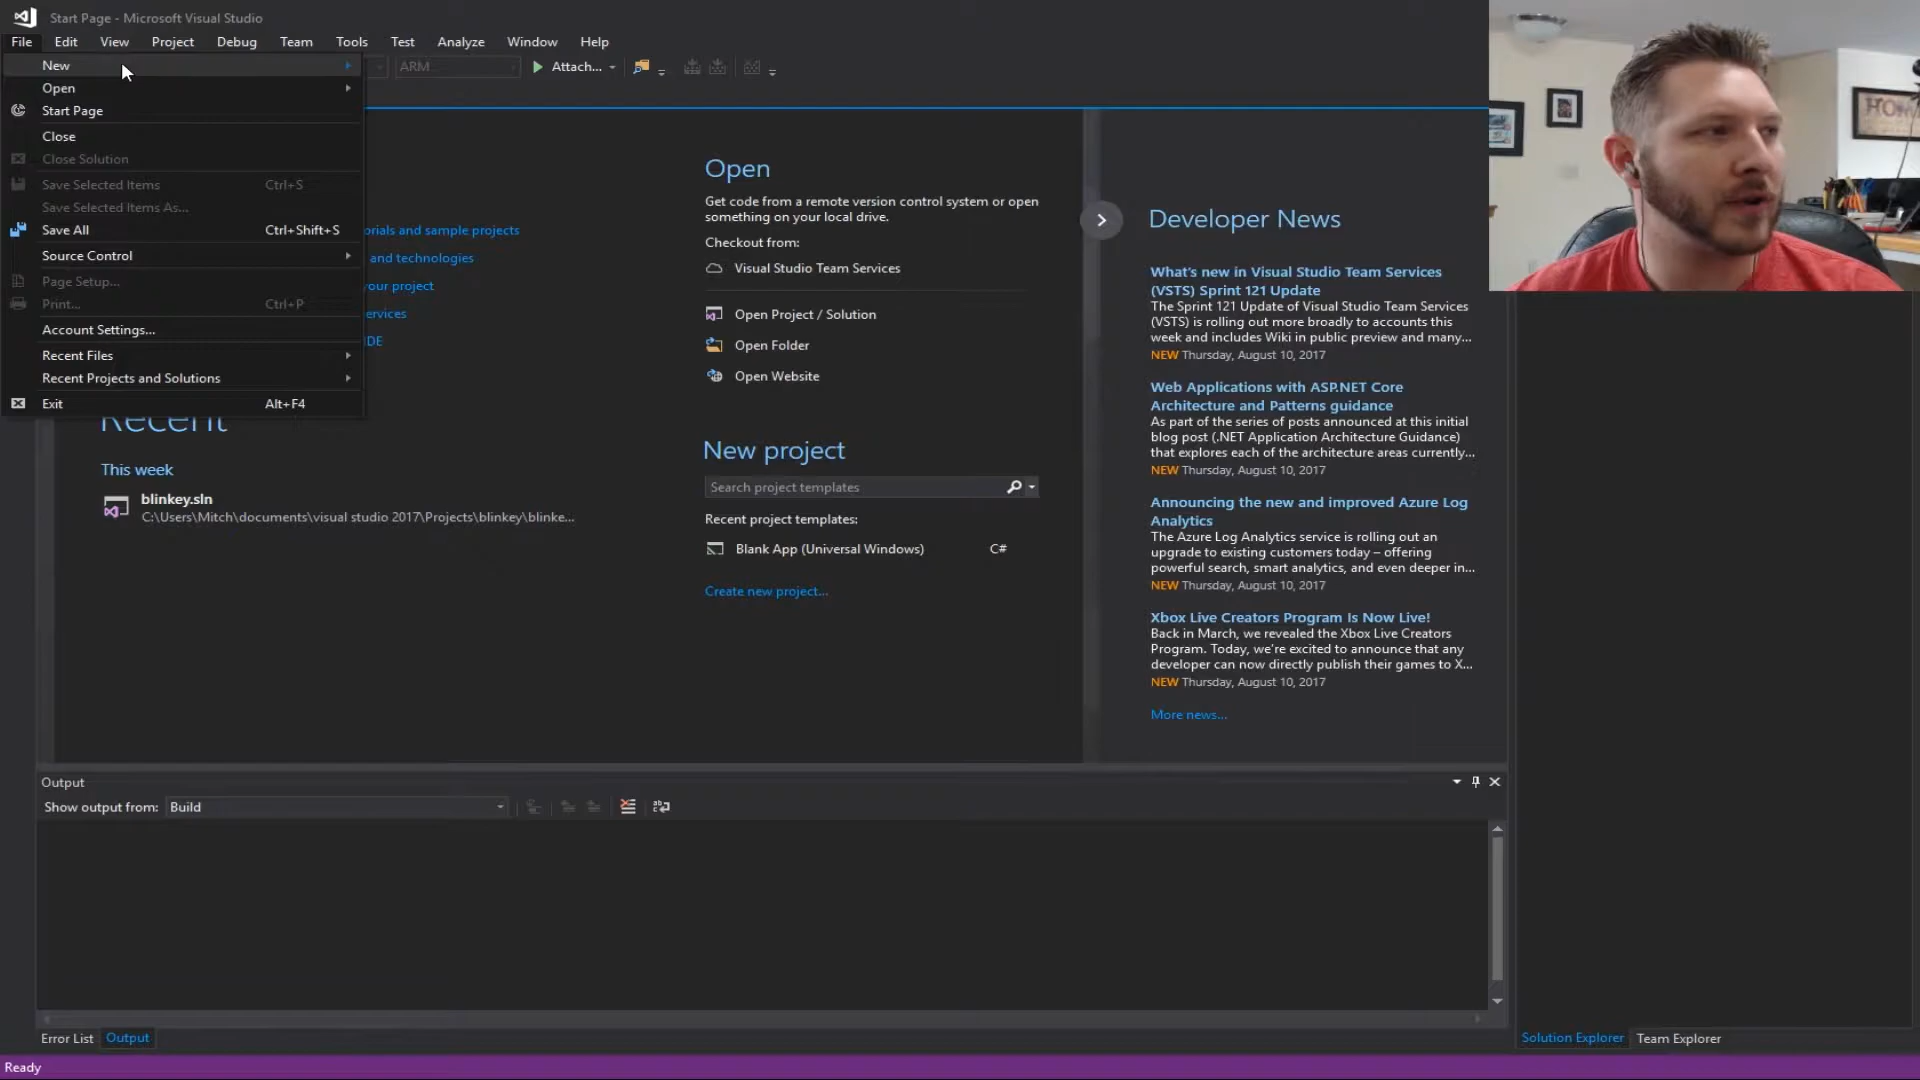 Start Page - Microsoft Visual Studio
File Edit View Project Debug Team Tools Test Analyze Window Help
ARM Attach...
New
Open
Start Page
Close
Close Solution
Save Selected Items Ctrl+S
Save Selected Items As...
Save All Ctrl+Shift+S
Source Control
Page Setup...
Print... Ctrl+P
Account Settings...
Recent Files
Recent Projects and Solutions
Exit Alt+F4
orials and sample projects
and technologies
your project
ervices
IDE
Recent
This week
blinkey.sln
C:\Users\Mitch\documents\visual studio 2017\Projects\blinkey\blinke...
Open
Get code from a remote version control system or open
something on your local drive.
Checkout from:
Visual Studio Team Services
Open Project / Solution
Open Folder
Open Website
New project
Search project templates
Recent project templates:
Blank App (Universal Windows) C#
Create new project...
Developer News
What's new in Visual Studio Team Services
(VSTS) Sprint 121 Update
The Sprint 121 Update of Visual Studio Team Services
(VSTS) is rolling out more broadly to accounts this
week and includes Wiki in public preview and many...
NEW Thursday, August 10, 2017
Web Applications with ASP.NET Core
Architecture and Patterns guidance
As part of the series of posts announced at this initial
blog post (.NET Application Architecture Guidance)
that explores each of the architecture areas currently...
NEW Thursday, August 10, 2017
Announcing the new and improved Azure Log
Analytics
The Azure Log Analytics service is rolling out an
upgrade to existing customers today – offering
powerful search, smart analytics, and even deeper in...
NEW Thursday, August 10, 2017
Xbox Live Creators Program Is Now Live!
Back in March, we revealed the Xbox Live Creators
Program. Today, we're excited to announce that any
developer can now directly publish their games to X...
NEW Thursday, August 10, 2017
More news...
HOM
Output
Show output from: Build
Error List Output
Solution Explorer Team Explorer
Ready